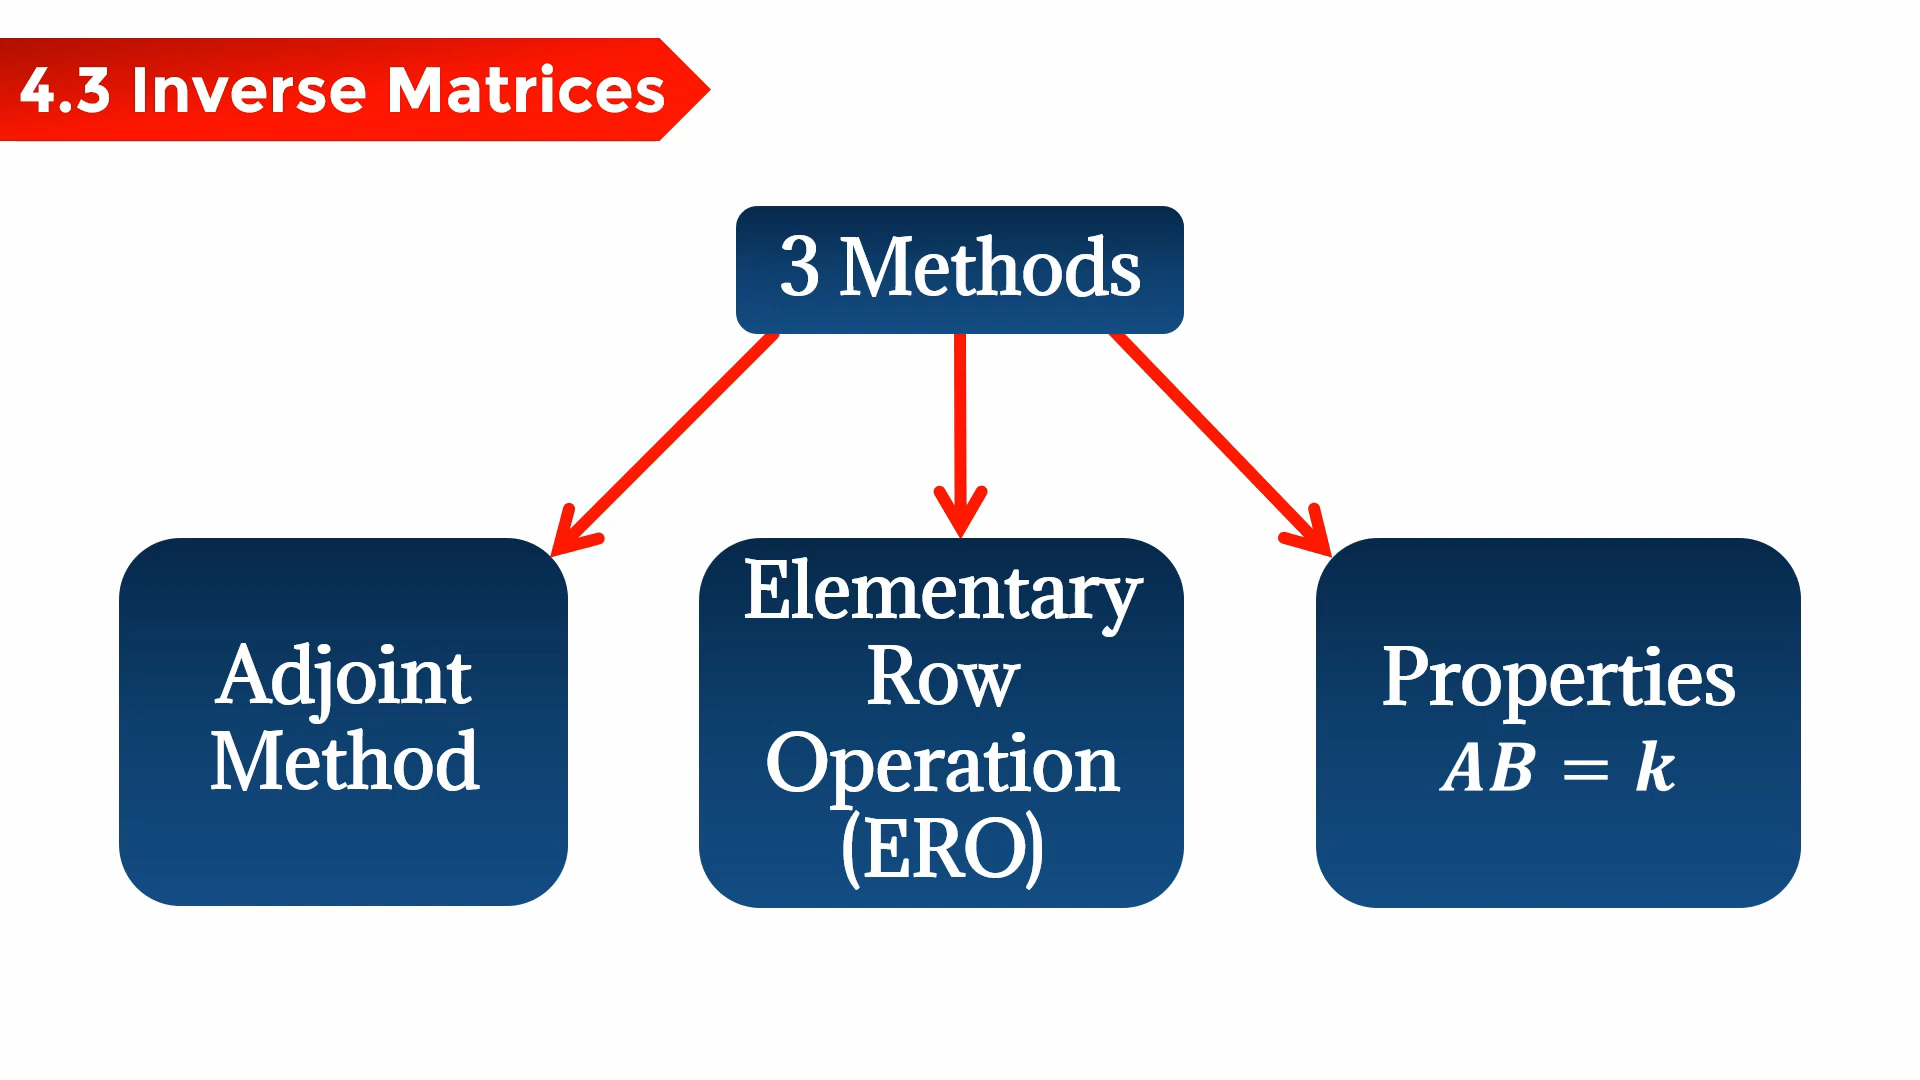 4.3 Inverse Matrices
3 Methods
Adjoint
Method
Elementary
Row
Operation
(ERO)
Properties
AB = k